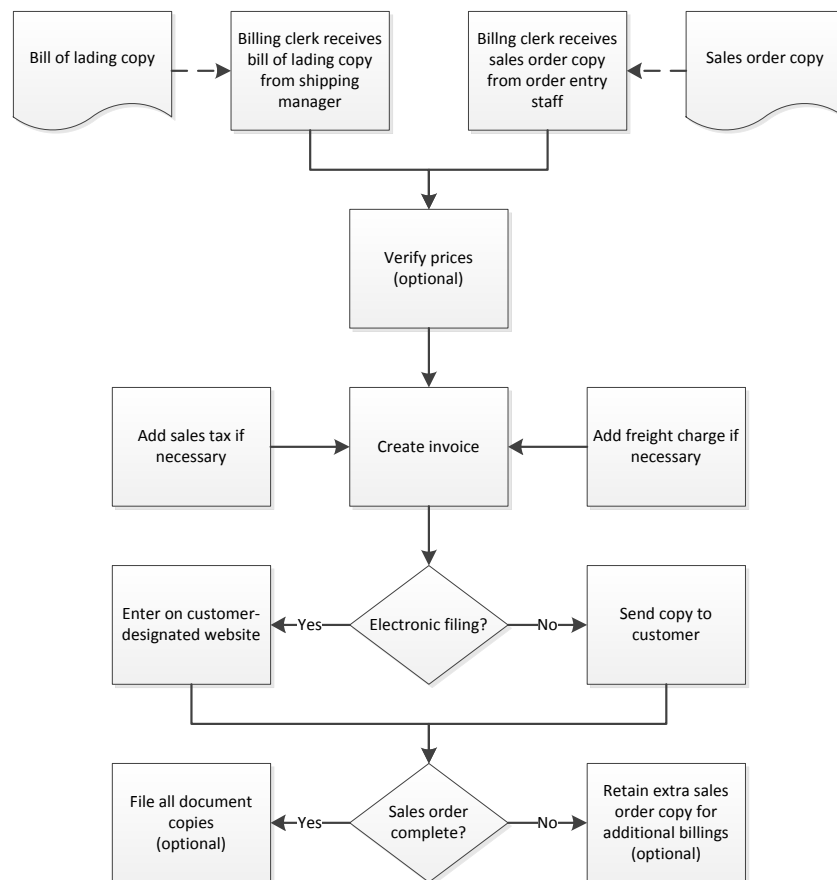 Bill of lading copy
Billng clerk receives
bill of lading copy
from shipping
manager
Billng clerk receives
sales order copy
from order entry
staff
Sales order copy
Verify prices
(optional)
Add sales tax if
necessary
Create invoice
Add freight charge if
necessary
Enter on customer-
designated website
Yes
Electronic filing?
No
Send copy to
customer
File all document
copies
(optional)
Yes
Sales order
complete?
No
Retain extra sales
order copy for
additional billings
(optional)